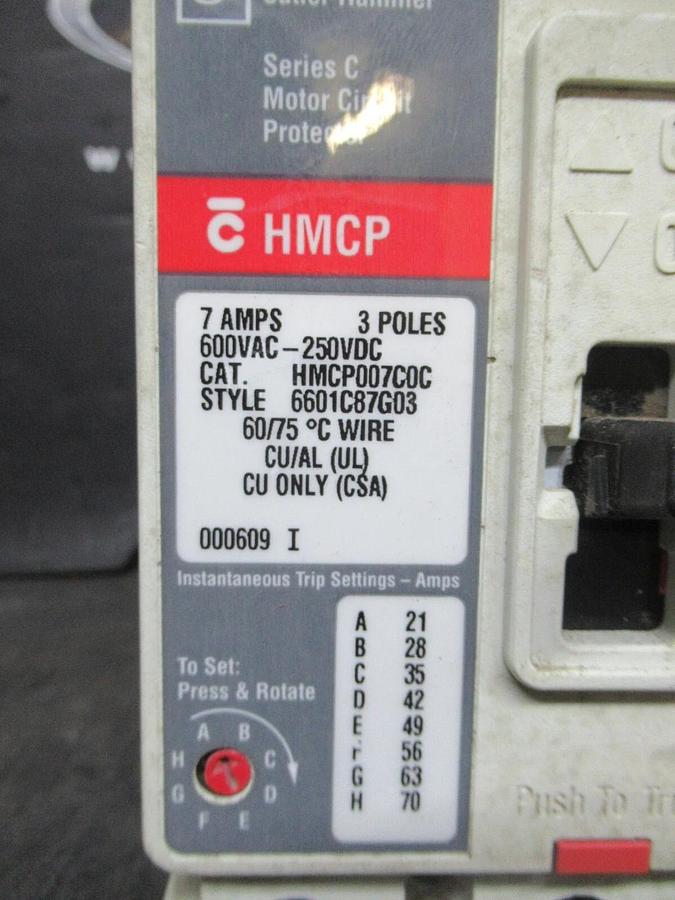 Cutler-Hammer
Series C
Motor Circuit
Protector
C HMCP
7 AMPS 3 POLES
600VAC-250VDC
CAT. HMCP007C0C
STYLE 6601C87G03
60/75 °C WIRE
CU/AL (UL)
CU ONLY (CSA)
000609 I
Instantaneous Trip Settings – Amps
A 21
B 28
C 35
D 42
E 49
F 56
G 63
H 70
To Set:
Press & Rotate
A B
H C
G D
F E
Push To